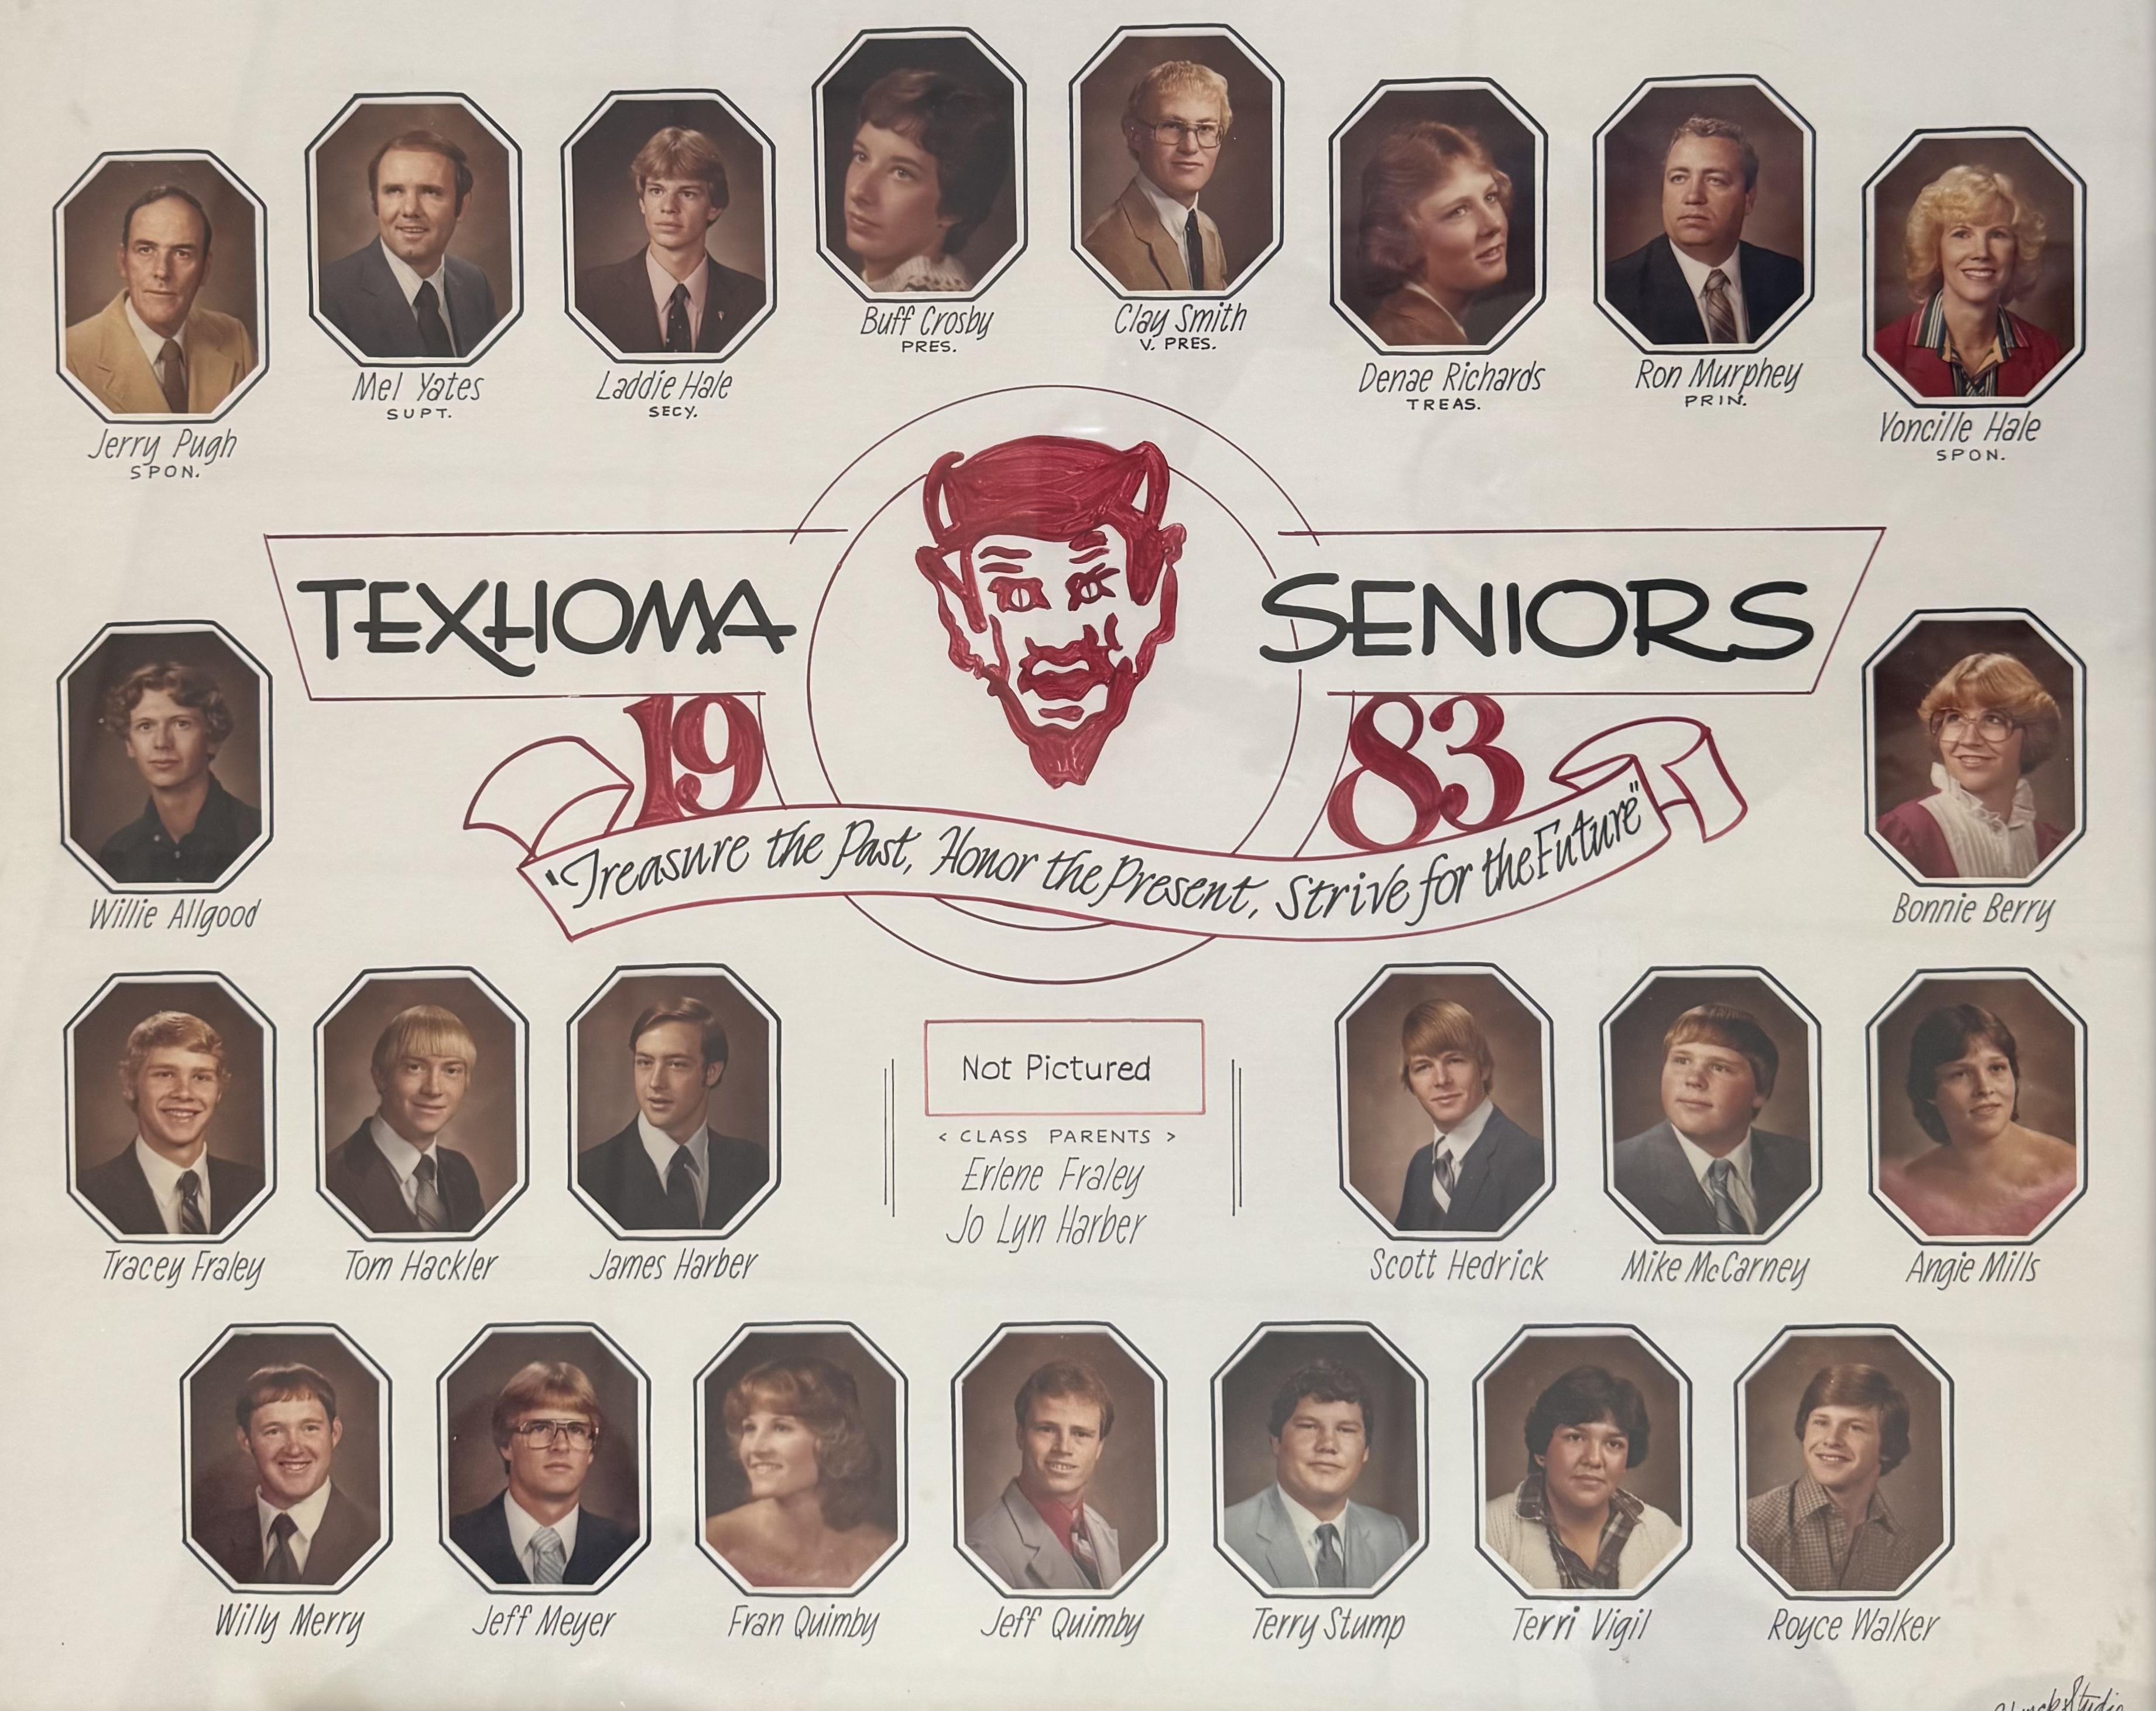 Buff Crosby
PRES.
Clay Smith
V. PRES.
Mel Yates
SUPT.
Laddie Hale
SECY.
Denae Richards
TREAS.
Ron Murphey
PRIN.
Jerry Pugh
SPON.
Voncille Hale
SPON.
TEXHOMA SENIORS
1983
"Treasure the Past, Honor the Present, Strive for the Future"
Willie Allgood
Bonnie Berry
Not Pictured
< CLASS PARENTS >
Erlene Fraley
Jo Lyn Harber
Tracey Fraley
Tom Hackler
James Harber
Scott Hedrick
Mike McCarney
Angie Mills
Willy Merry
Jeff Meyer
Fran Quimby
Jeff Quimby
Terry Stump
Terri Vigil
Royce Walker
Studio